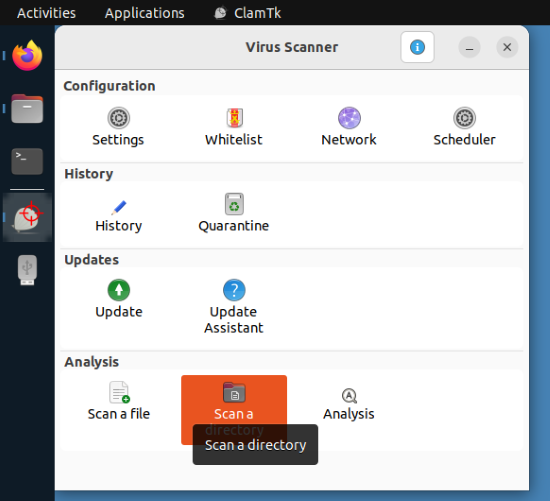 Activities Applications ClamTk
Virus Scanner
Configuration
Settings Whitelist Network Scheduler
History
History Quarantine
Updates
Update Update
Assistant
Analysis
Scan a file Scan a Analysis
directory
Scan a directory